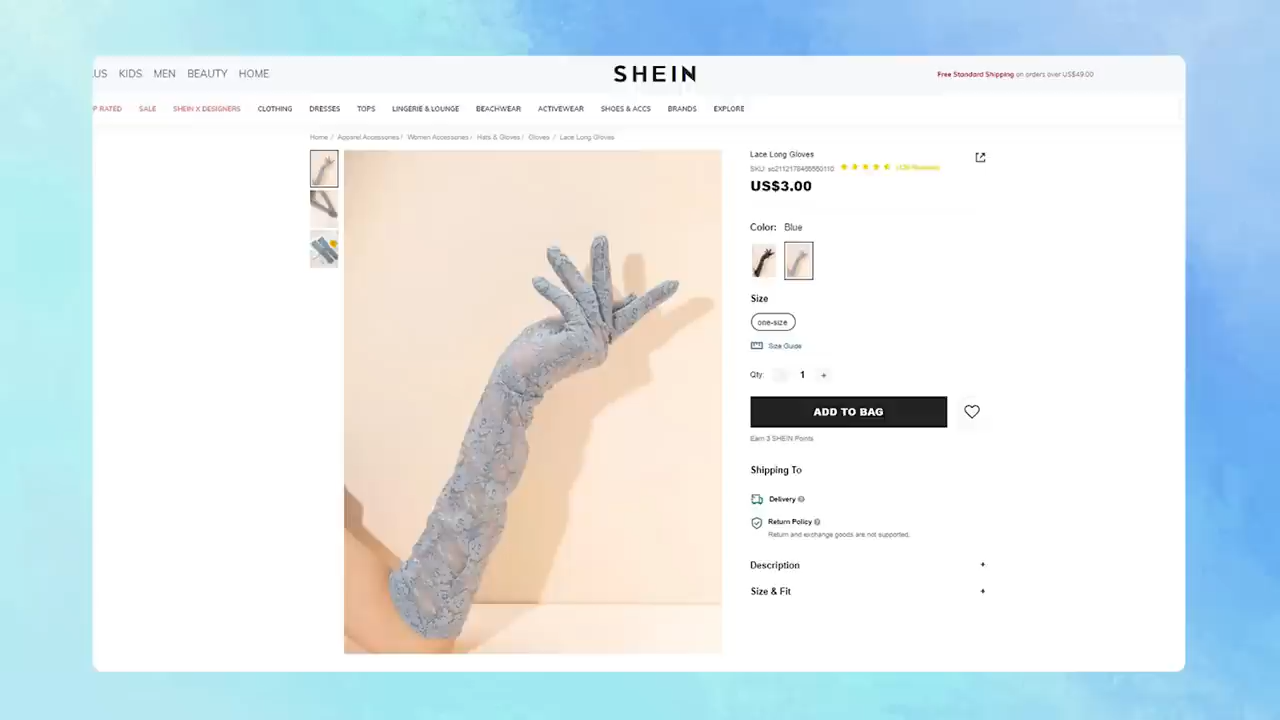 KIDS MEN BEAUTY HOME
SHEIN
Free Standard Shipping on orders over US$49.00
SALE SHEIN X DESIGNERS CLOTHING DRESSES TOPS LINGERIE & LOUNGE BEACHWEAR ACTIVEWEAR SHOES & ACCS BRANDS EXPLORE
Home / Apparel Accessories / Women Accessories / Hats & Gloves / Gloves / Lace Long Gloves
Lace Long Gloves
SKU:
US$3.00
Color: Blue
Size
one-size
Size Guide
Qty: 1 +
ADD TO BAG
Earn 3 SHEIN Points
Shipping To
Delivery
Return Policy
Return and exchange goods are not supported.
Description +
Size & Fit +